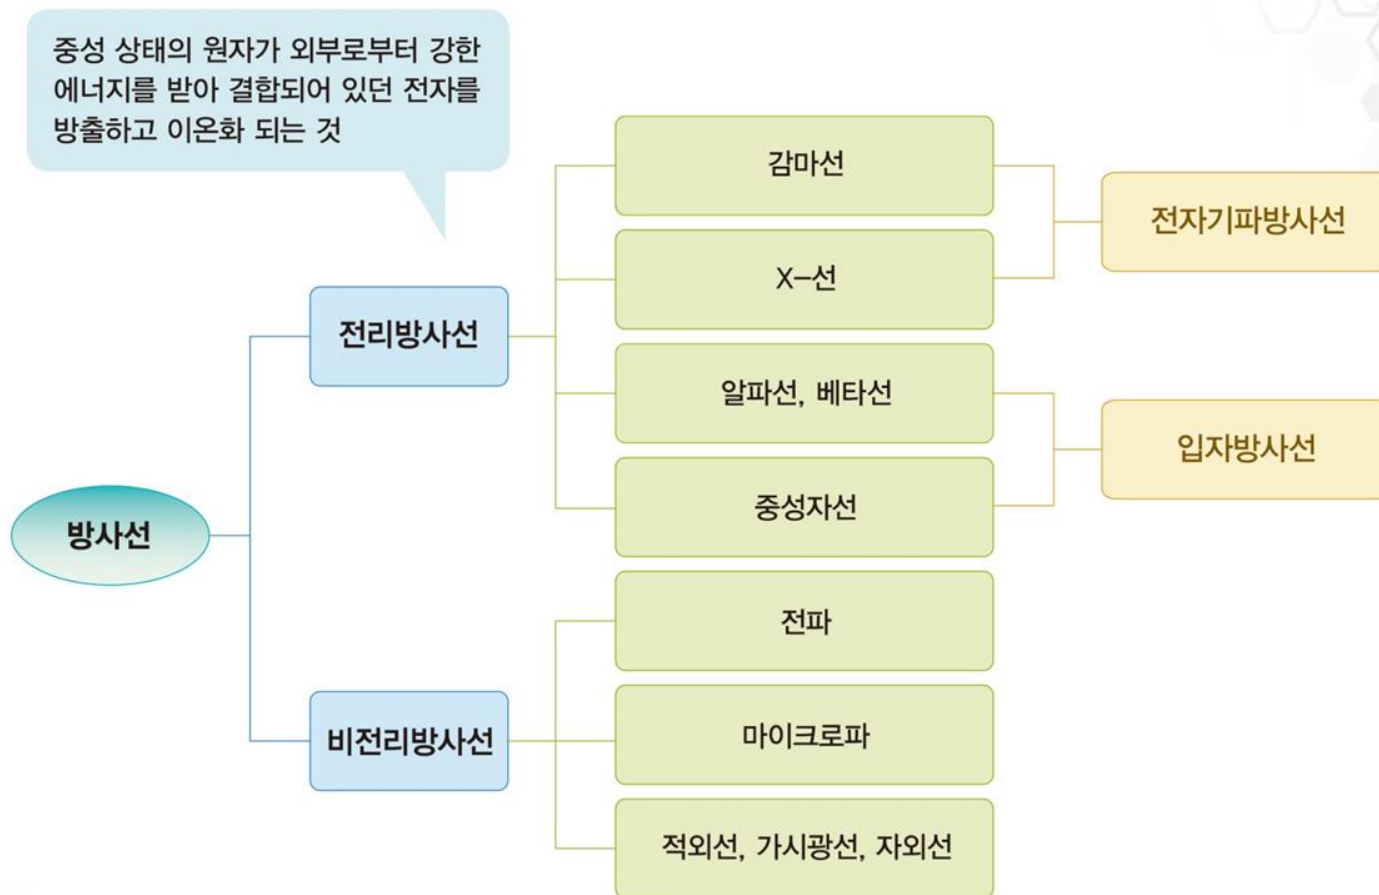 중성 상태의 원자가 외부로부터 강한
에너지를 받아 결합되어 있던 전자를
방출하고 이온화 되는 것
감마선
전자기파방사선
X-선
전리방사선
알파선, 베타선
입자방사선
중성자선
방사선
전파
비전리방사선
마이크로파
적외선, 가시광선, 자외선